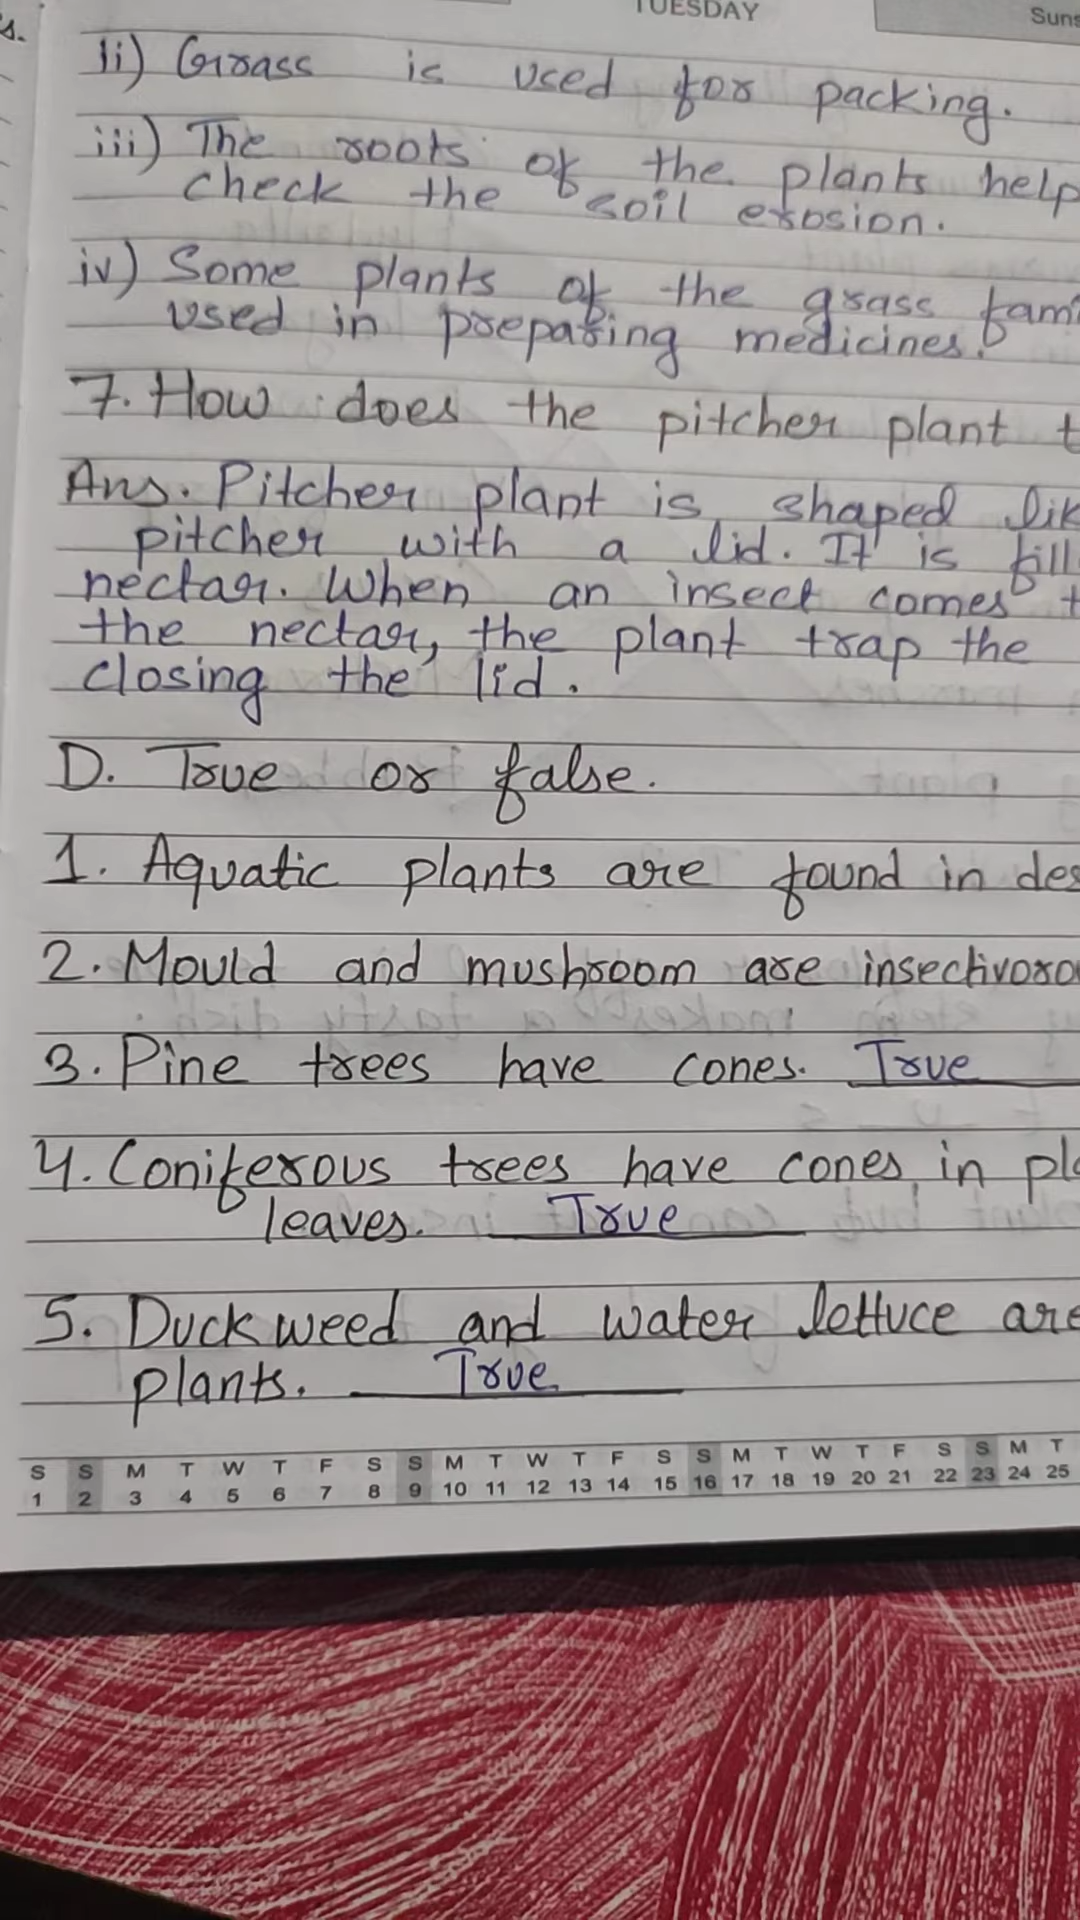 s.
TUESDAY
Suns
ii) Grass is used for packing.
iii) The roots of the plants help
check the soil erosion.
iv) Some plants of the grass fami
used in preparing medicines.
7. How does the pitcher plant t
Ans. Pitcher plant is shaped lik
pitcher with a lid. It is fill
nectar. When an insect comes t
the nectar, the plant trap the
closing the lid.
D. True or false.
1. Aquatic plants are found in des
2. Mould and mushroom are insectivorou
3. Pine trees have cones. True
4. Coniferous trees have cones in pla
leaves. True
5. Duckweed and water lettuce are
plants. True
S S M T W T F S S M T W T F S S M T W T F S S M T
1 2 3 4 5 6 7 8 9 10 11 12 13 14 15 16 17 18 19 20 21 22 23 24 25